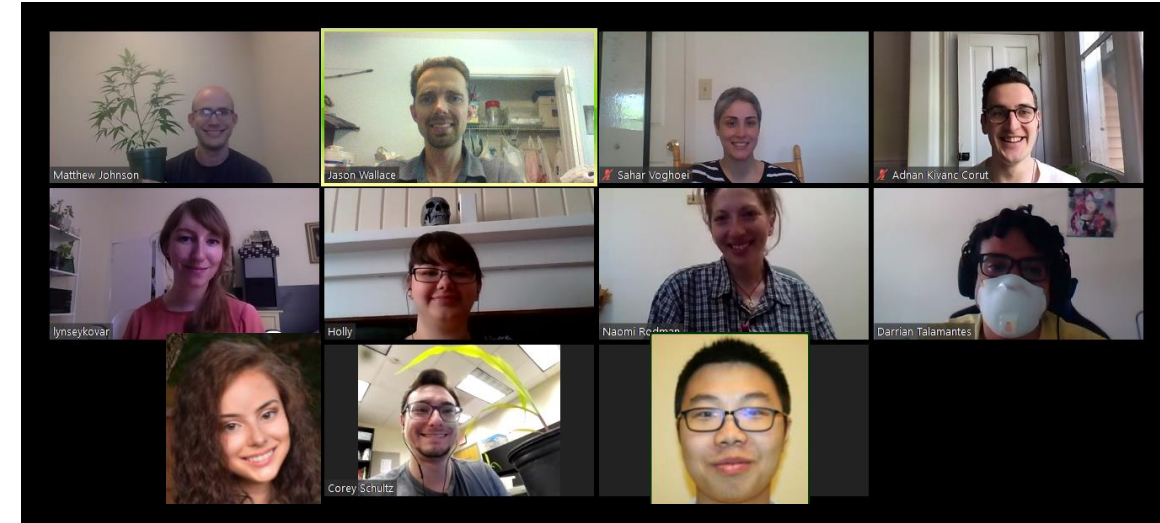 Matthew Johnson
Jason Wallace
Sahar Voghoei
Adnan Kivanc Corut
lynseykovar
Holly
Naomi Rodman
Darrian Talamantes
Corey Schultz